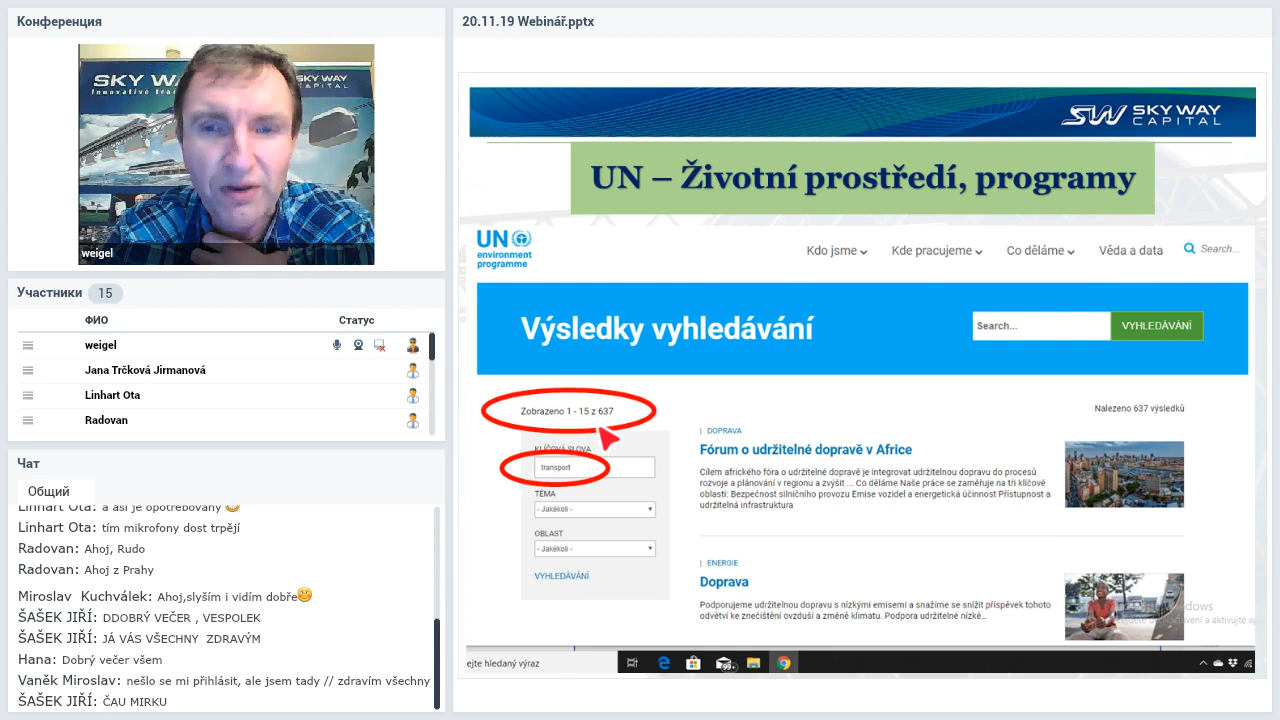 Конференция
SKY WAY
Innovative tra
SKY WAY
CAPITAL
weigel
Участники 15
ФИО Статус
weigel
Jana Trčková Jirmanová
Linhart Ota
Radovan
Чат
Общий
Linhart Ota: a asi je opotřebovaný
Linhart Ota: tím mikrofony dost trpějí
Radovan: Ahoj, Rudo
Radovan: Ahoj z Prahy
Miroslav Kuchválek: Ahoj,slyším i vidím dobře
ŠAŠEK JIŘÍ: DDOBRÝ VEČER , VESPOLEK
ŠAŠEK JIŘÍ: JÁ VÁS VŠECHNY ZDRAVÝM
Hana: Dobrý večer všem
Vaněk Miroslav: nešlo se mi přihlásit, ale jsem tady // zdravím všechny
ŠAŠEK JIŘÍ: ČAU MIRKU
20.11.19 Webinář.pptx
SW SKY WAY
CAPITAL
UN – Životní prostředí, programy
UN
environment
programme
Kdo jsme Kde pracujeme Co děláme Věda a data Search...
Výsledky vyhledávání
Search... VYHLEDÁVÁNÍ
Zobrazeno 1 - 15 z 637
Nalezeno 637 výsledků
KLÍČOVÁ SLOVA
transport
TÉMA
- Jakékoli -
OBLAST
- Jakékoli -
VYHLEDÁVÁNÍ
| DOPRAVA
Fórum o udržitelné dopravě v Africe
Cílem afrického fóra o udržitelné dopravě je integrovat udržitelnou dopravu do procesů
rozvoje a plánování v regionu a zvýšit ... Co děláme Naše práce se zaměřuje na tři klíčové
oblasti: Bezpečnost silničního provozu Emise vozidel a energetická účinnost Přístupnost a
udržitelná infrastruktura
| ENERGIE
Doprava
Podporujeme udržitelnou dopravu s nízkými emisemi a snažíme se snížit příspěvek tohoto
odvětví ke znečištění ovzduší a změně klimatu. Podpora udržitelné nízké...
ejte hledaný výraz
99+